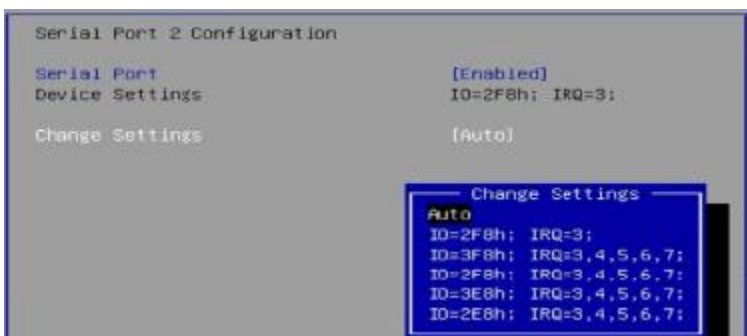 Serial Port 2 Configuration
Serial Port [Enabled]
Device Settings IO=2F8h; IRQ=3;
Change Settings [Auto]
Change Settings
Auto
IO=2F8h; IRQ=3;
IO=3F8h; IRQ=3,4,5,6,7;
IO=2F8h; IRQ=3,4,5,6,7;
IO=3E8h; IRQ=3,4,5,6,7;
IO=2E8h; IRQ=3,4,5,6,7;